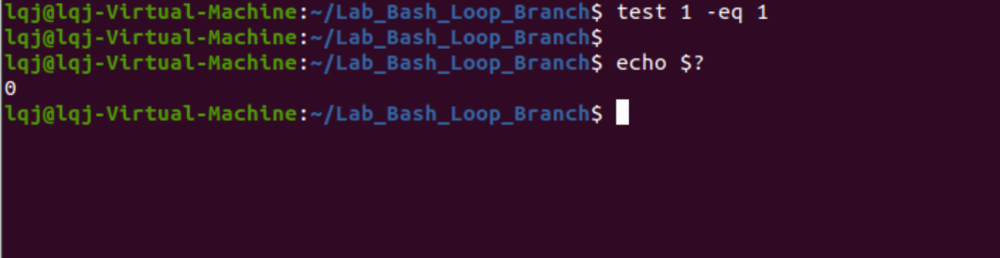 lqj@lqj-Virtual-Machine:~/Lab_Bash_Loop_Branch$ test 1 -eq 1
lqj@lqj-Virtual-Machine:~/Lab_Bash_Loop_Branch$
lqj@lqj-Virtual-Machine:~/Lab_Bash_Loop_Branch$ echo $?
0
lqj@lqj-Virtual-Machine:~/Lab_Bash_Loop_Branch$